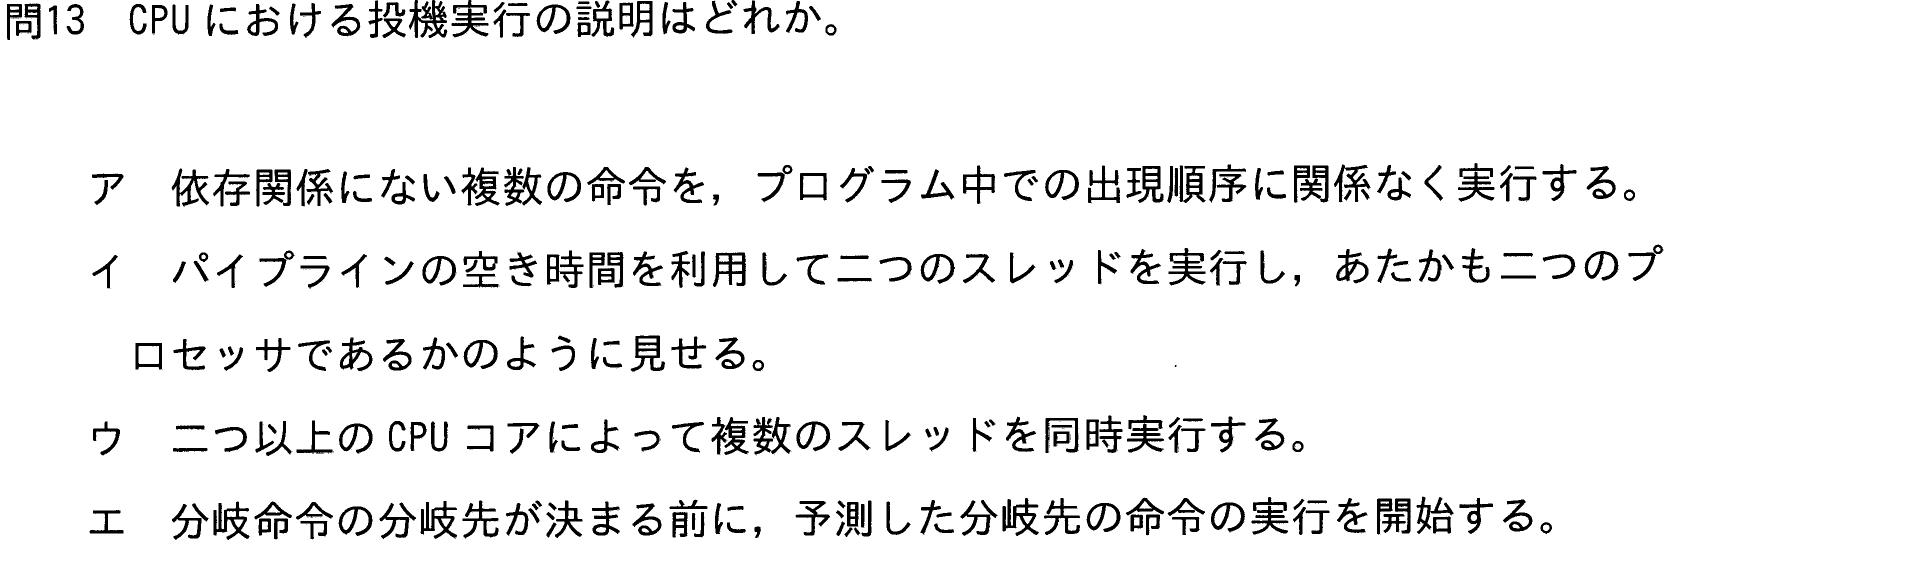 問13　CPUにおける投機実行の説明はどれか。
ア　依存関係にない複数の命令を，プログラム中での出現順序に関係なく実行する。
イ　パイプラインの空き時間を利用して二つのスレッドを実行し，あたかも二つのプ
ロセッサであるかのように見せる。
ウ　二つ以上のCPUコアによって複数のスレッドを同時実行する。
エ　分岐命令の分岐先が決まる前に，予測した分岐先の命令の実行を開始する。